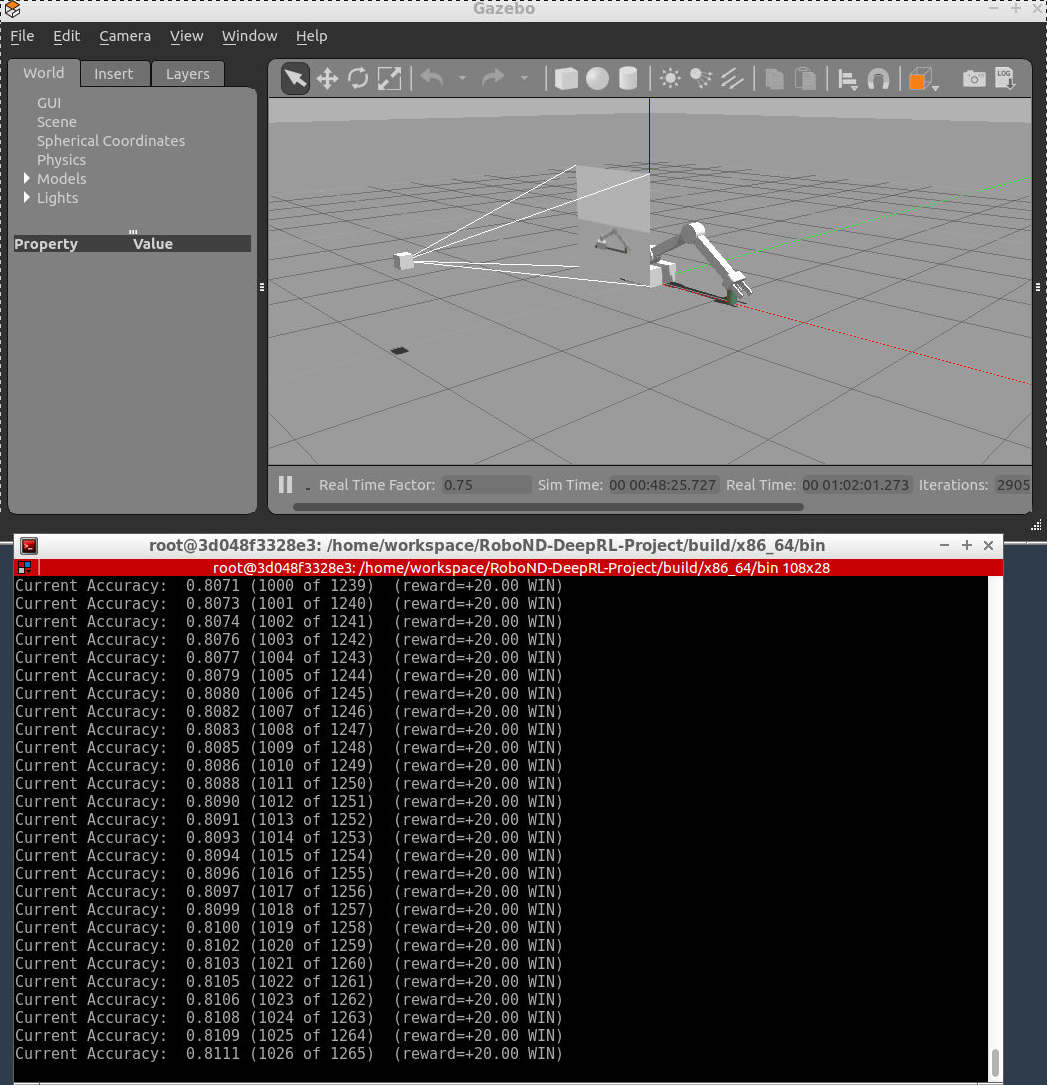 Gazebo
File Edit Camera View Window Help
World Insert Layers
LOG
GUI
Scene
Spherical Coordinates
Physics
Models
Lights
Property Value
Real Time Factor: 0.75 Sim Time: 00 00:48:25.727 Real Time: 00 01:02:01.273 Iterations: 2905
root@3d048f3328e3: /home/workspace/RoboND-DeepRL-Project/build/x86_64/bin
root@3d048f3328e3: /home/workspace/RoboND-DeepRL-Project/build/x86_64/bin 108x28
Current Accuracy: 0.8071 (1000 of 1239) (reward=+20.00 WIN)
Current Accuracy: 0.8073 (1001 of 1240) (reward=+20.00 WIN)
Current Accuracy: 0.8074 (1002 of 1241) (reward=+20.00 WIN)
Current Accuracy: 0.8076 (1003 of 1242) (reward=+20.00 WIN)
Current Accuracy: 0.8077 (1004 of 1243) (reward=+20.00 WIN)
Current Accuracy: 0.8079 (1005 of 1244) (reward=+20.00 WIN)
Current Accuracy: 0.8080 (1006 of 1245) (reward=+20.00 WIN)
Current Accuracy: 0.8082 (1007 of 1246) (reward=+20.00 WIN)
Current Accuracy: 0.8083 (1008 of 1247) (reward=+20.00 WIN)
Current Accuracy: 0.8085 (1009 of 1248) (reward=+20.00 WIN)
Current Accuracy: 0.8086 (1010 of 1249) (reward=+20.00 WIN)
Current Accuracy: 0.8088 (1011 of 1250) (reward=+20.00 WIN)
Current Accuracy: 0.8090 (1012 of 1251) (reward=+20.00 WIN)
Current Accuracy: 0.8091 (1013 of 1252) (reward=+20.00 WIN)
Current Accuracy: 0.8093 (1014 of 1253) (reward=+20.00 WIN)
Current Accuracy: 0.8094 (1015 of 1254) (reward=+20.00 WIN)
Current Accuracy: 0.8096 (1016 of 1255) (reward=+20.00 WIN)
Current Accuracy: 0.8097 (1017 of 1256) (reward=+20.00 WIN)
Current Accuracy: 0.8099 (1018 of 1257) (reward=+20.00 WIN)
Current Accuracy: 0.8100 (1019 of 1258) (reward=+20.00 WIN)
Current Accuracy: 0.8102 (1020 of 1259) (reward=+20.00 WIN)
Current Accuracy: 0.8103 (1021 of 1260) (reward=+20.00 WIN)
Current Accuracy: 0.8105 (1022 of 1261) (reward=+20.00 WIN)
Current Accuracy: 0.8106 (1023 of 1262) (reward=+20.00 WIN)
Current Accuracy: 0.8108 (1024 of 1263) (reward=+20.00 WIN)
Current Accuracy: 0.8109 (1025 of 1264) (reward=+20.00 WIN)
Current Accuracy: 0.8111 (1026 of 1265) (reward=+20.00 WIN)